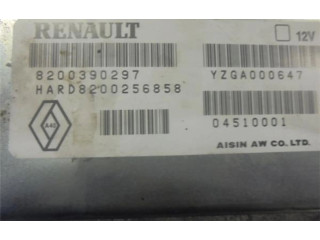 RENAULT
12V
8200390297
YZGA000647
HARD8200256858
04510001
AISIN AW CO.LTD.